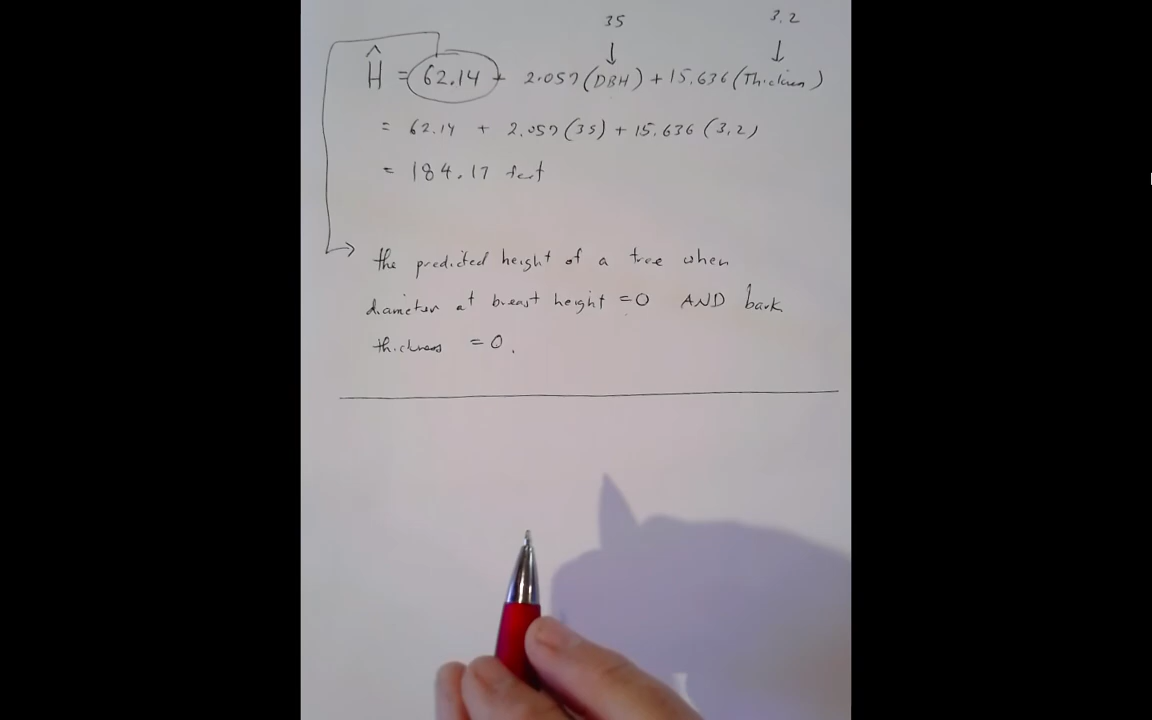 35 3.2
↓ ↓
Ĥ = 62.14 + 2.057(DBH) + 15.636(Thickness)
= 62.14 + 2.057(35) + 15.636(3.2)
= 184.17 feet
the predicted height of a tree when
diameter at breast height = 0 AND bark
thickness = 0.